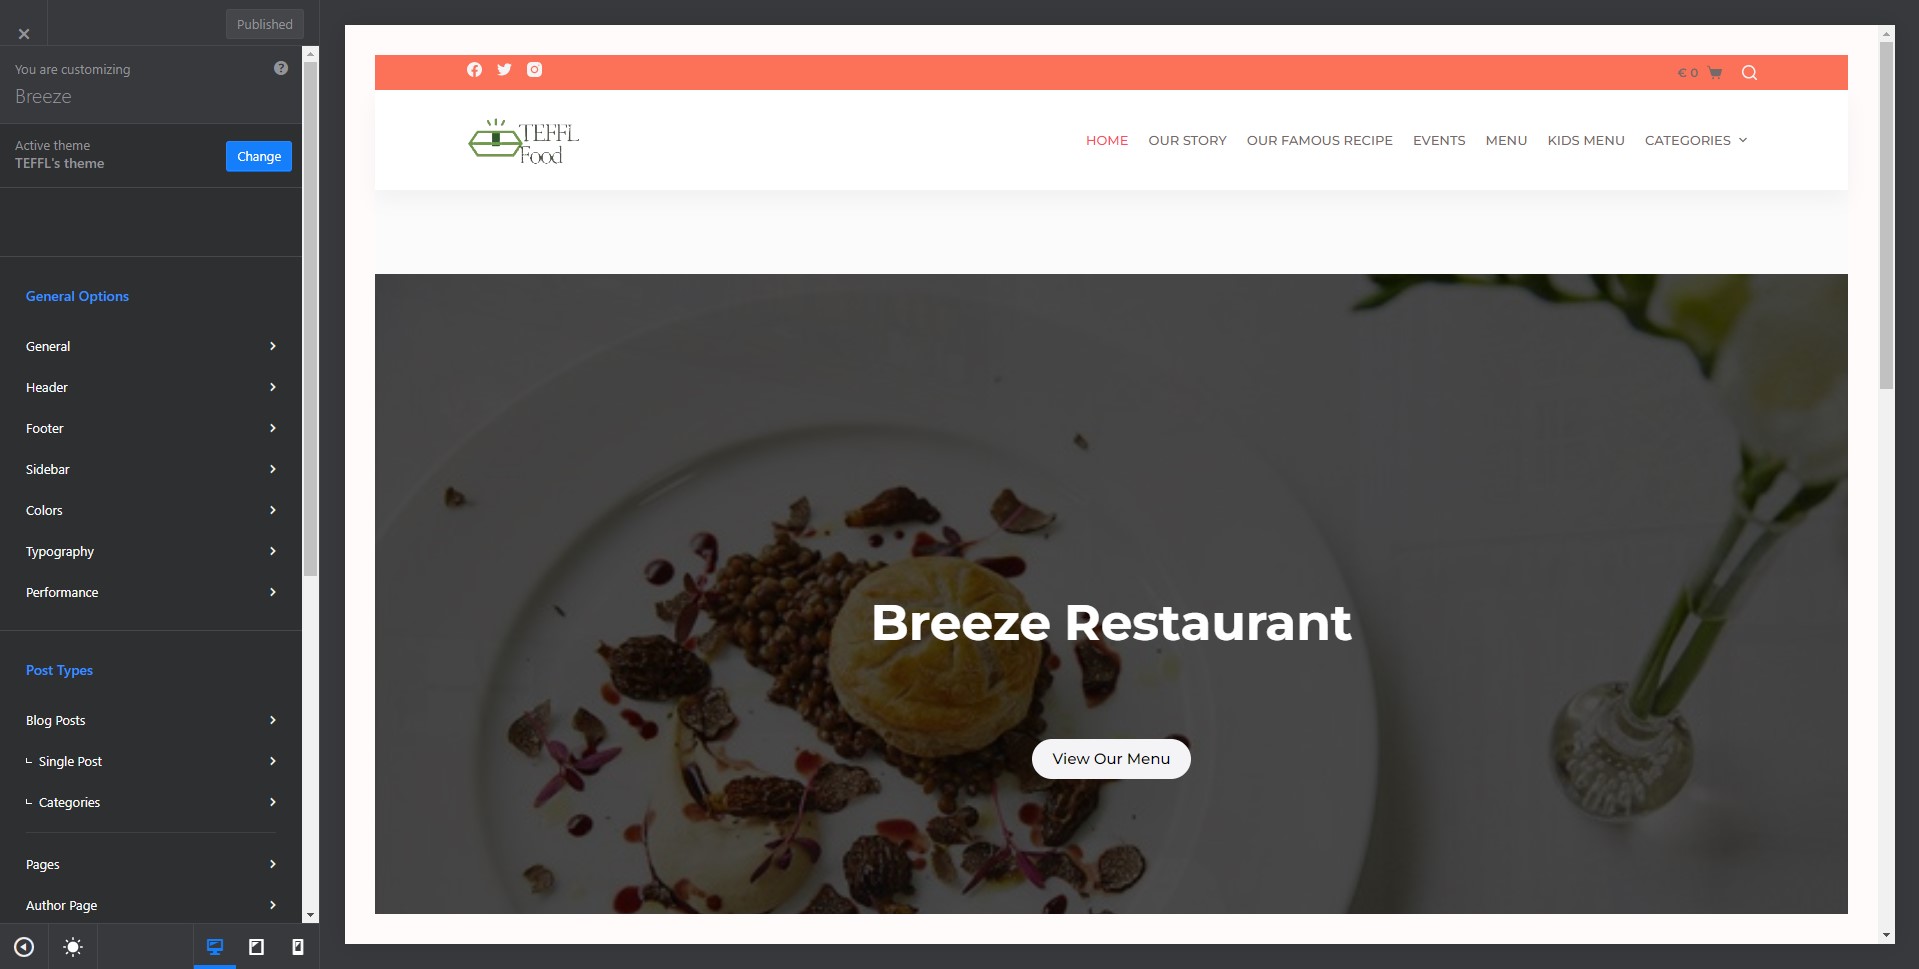 Published
You are customizing
Breeze
Active theme
TEFFL's theme
Change
General Options
General
Header
Footer
Sidebar
Colors
Typography
Performance
Post Types
Blog Posts
Single Post
Categories
Pages
Author Page
€ 0
TEFFL
Food
HOME OUR STORY OUR FAMOUS RECIPE EVENTS MENU KIDS MENU CATEGORIES
Breeze Restaurant
View Our Menu